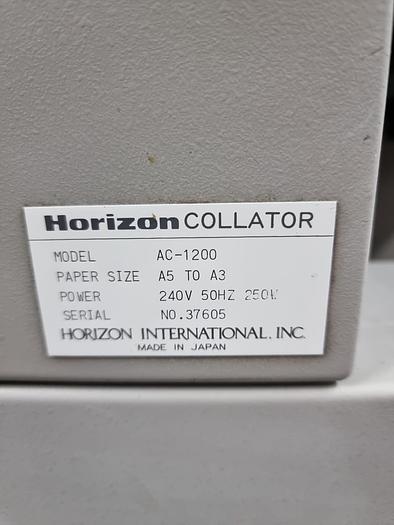 Horizon COLLATOR
MODEL AC-1200
PAPER SIZE A5 TO A3
POWER 240V 50HZ 250W
SERIAL NO.37605
HORIZON INTERNATIONAL. INC.
MADE IN JAPAN